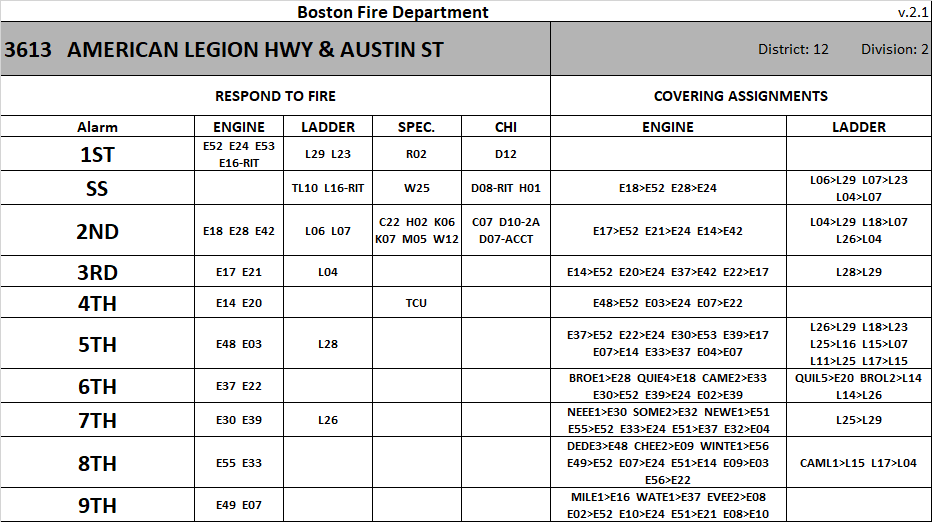 Boston Fire Department v.2.1
3613 AMERICAN LEGION HWY & AUSTIN ST District: 12 Division: 2
RESPOND TO FIRE COVERING ASSIGNMENTS
Alarm ENGINE LADDER SPEC. CHI ENGINE LADDER
1ST E52 E24 E53 E16-RIT L29 L23 R02 D12
SS TL10 L16-RIT W25 D08-RIT H01 E18>E52 E28>E24 L06>L29 L07>L23 L04>L07
2ND E18 E28 E42 L06 L07 C22 H02 K06 K07 M05 W12 C07 D10-2A D07-ACCT E17>E52 E21>E24 E14>E42 L04>L29 L18>L07 L26>L04
3RD E17 E21 L04 E14>E52 E20>E24 E37>E42 E22>E17 L28>L29
4TH E14 E20 TCU E48>E52 E03>E24 E07>E22
5TH E48 E03 L28 E37>E52 E22>E24 E30>E53 E39>E17 E07>E14 E33>E37 E04>E07 L26>L29 L18>L23 L25>L16 L15>L07 L11>L25 L17>L15
6TH E37 E22 BROE1>E28 QUIE4>E18 CAME2>E33 E30>E52 E39>E24 E02>E39 QUIL5>E20 BROL2>L14 L14>L26
7TH E30 E39 L26 NEEE1>E30 SOME2>E32 NEWE1>E51 E55>E52 E33>E24 E51>E37 E32>E04 L25>L29
8TH E55 E33 DEDE3>E48 CHEE2>E09 WINTE1>E56 E49>E52 E07>E24 E51>E14 E09>E03 E56>E22 CAML1>L15 L17>L04
9TH E49 E07 MILE1>E16 WATE1>E37 EVEE2>E08 E02>E52 E10>E24 E51>E21 E08>E10